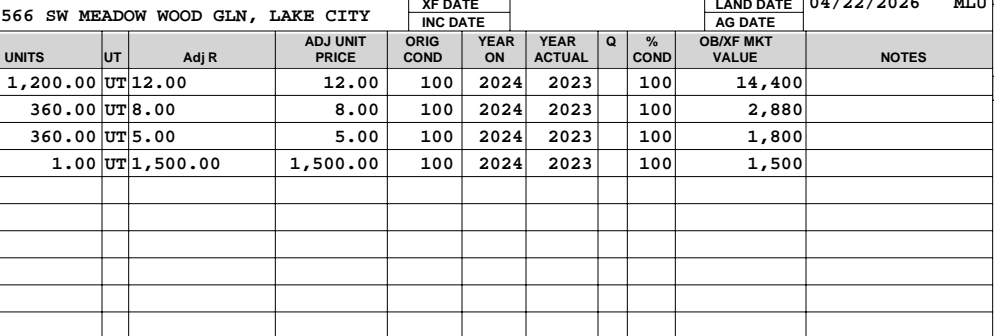 XF DATE LAND DATE 04/22/2026 MLU
566 SW MEADOW WOOD GLN, LAKE CITY INC DATE AG DATE
UNITS UT Adj R ADJ UNIT PRICE ORIG COND YEAR ON YEAR ACTUAL Q % COND OB/XF MKT VALUE NOTES
1,200.00 UT 12.00 12.00 100 2024 2023 100 14,400
360.00 UT 8.00 8.00 100 2024 2023 100 2,880
360.00 UT 5.00 5.00 100 2024 2023 100 1,800
1.00 UT 1,500.00 1,500.00 100 2024 2023 100 1,500